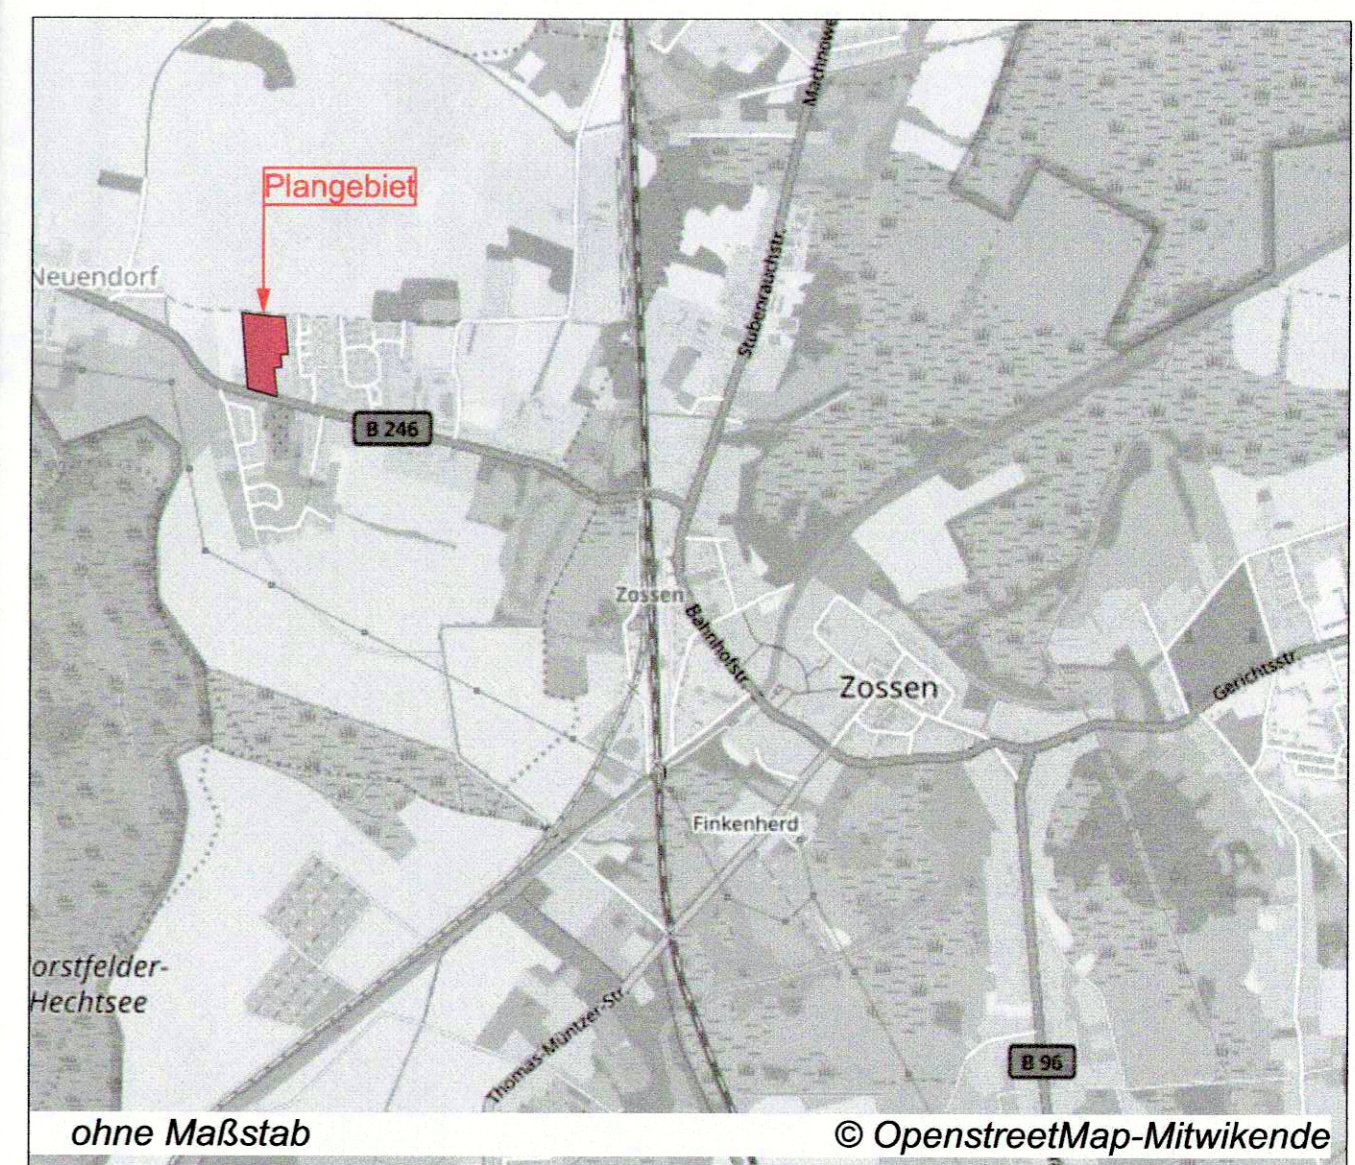 Machnowe
Plangebiet
Neuendorf
Stubenrauchstr.
B 246
Zossen
Bahnhofstr.
Zossen
Gerichtsstr.
Finkenherd
orstfelder-
Hechtsee
Thomas-Müntzer-Str.
B 96
ohne Maßstab
© OpenstreetMap-Mitwikende